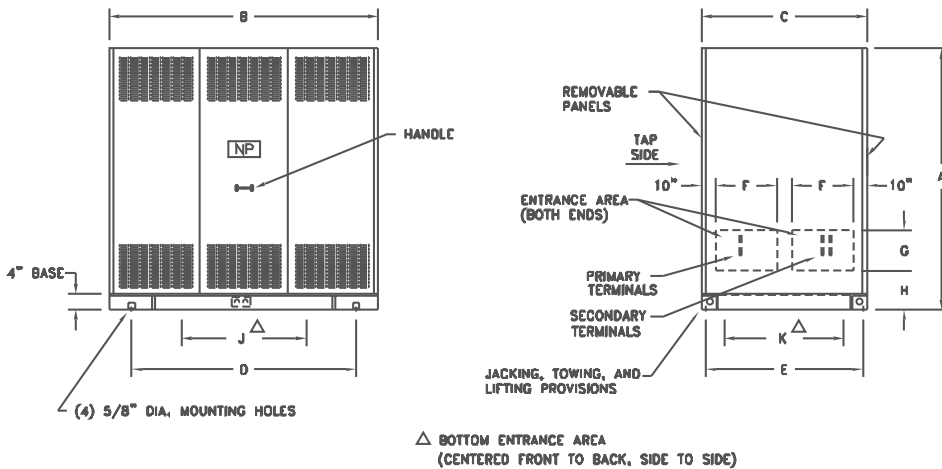 B
C
REMOVABLE
PANELS
HANDLE
TAP
SIDE
NP
A
10"
F
F
10"
ENTRANCE AREA
(BOTH ENDS)
G
4" BASE
PRIMARY
TERMINALS
H
SECONDARY
TERMINALS
J
K
D
E
JACKING, TOWING, AND
LIFTING PROVISIONS
(4) 5/8" DIA. MOUNTING HOLES
△ BOTTOM ENTRANCE AREA
(CENTERED FRONT TO BACK, SIDE TO SIDE)